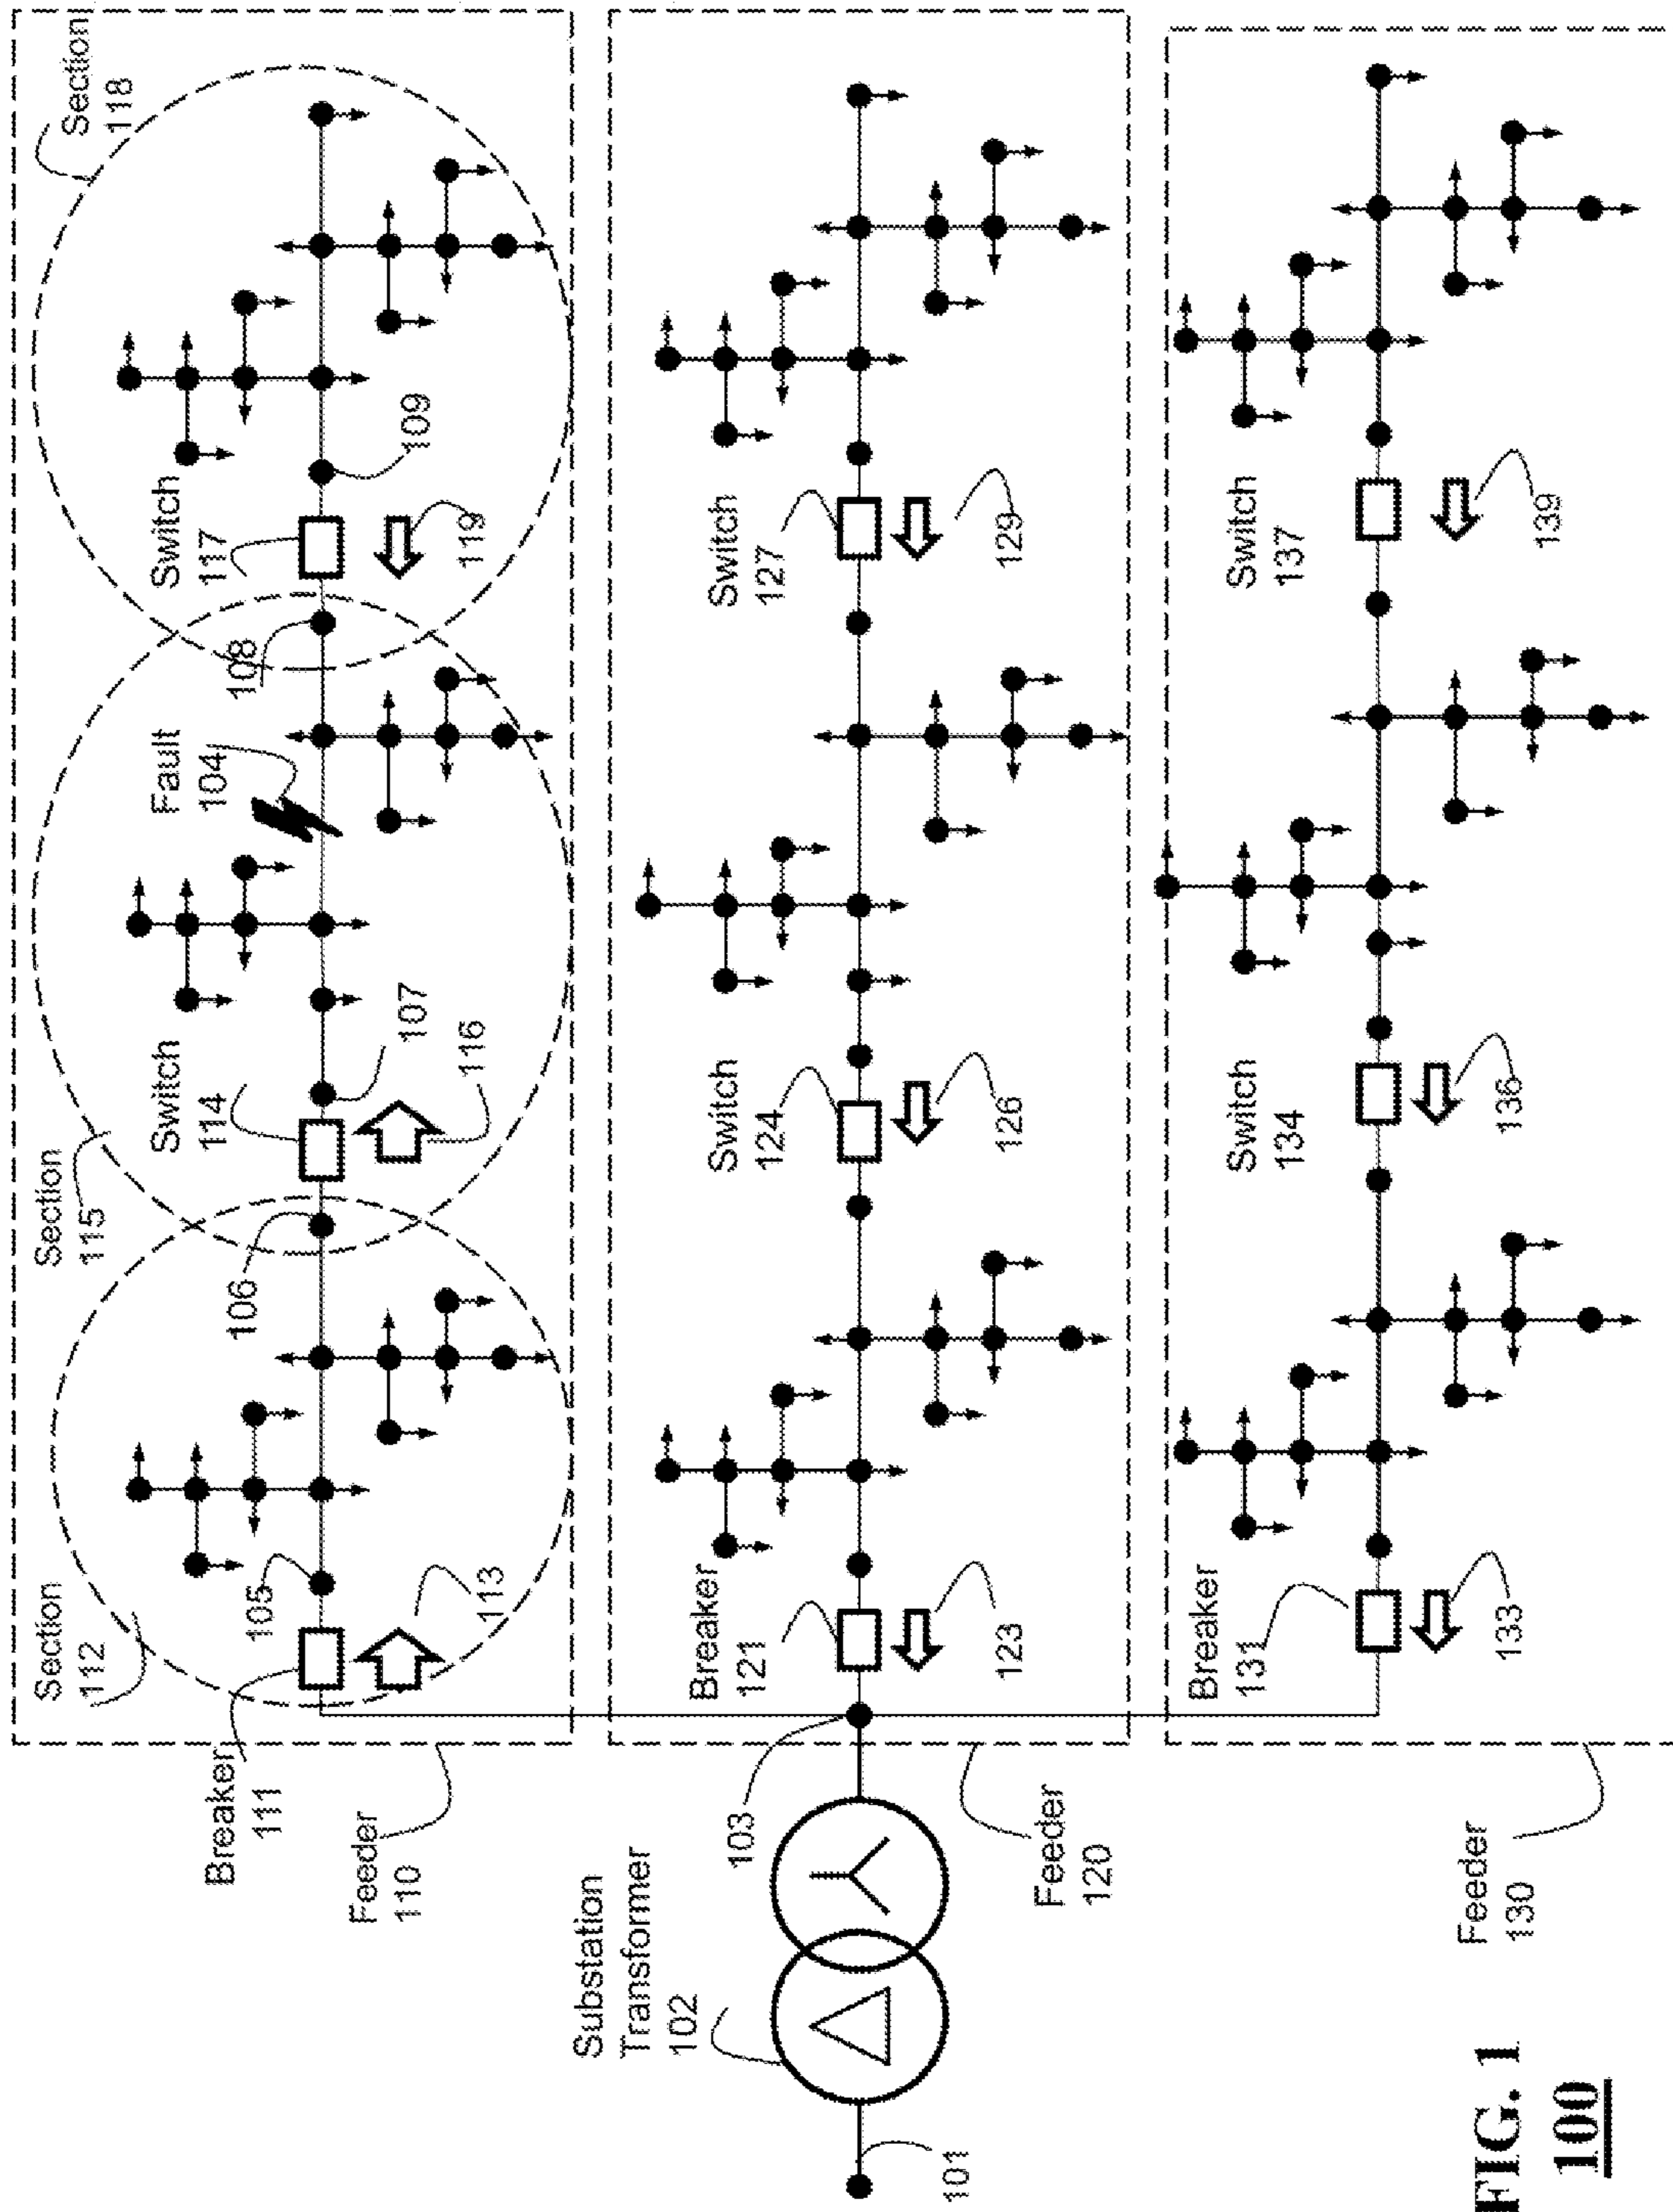 Section
118
Section
115
Section
112
Switch
117
Switch
114
Fault
104
109
119
108
107
116
106
105
113
Breaker
111
Feeder
110
Switch
127
129
Switch
124
126
Breaker
121
123
Substation
Transformer
102
103
101
Feeder
120
Switch
137
139
Switch
134
136
Breaker
131
133
Feeder
130
FIG. 1
100